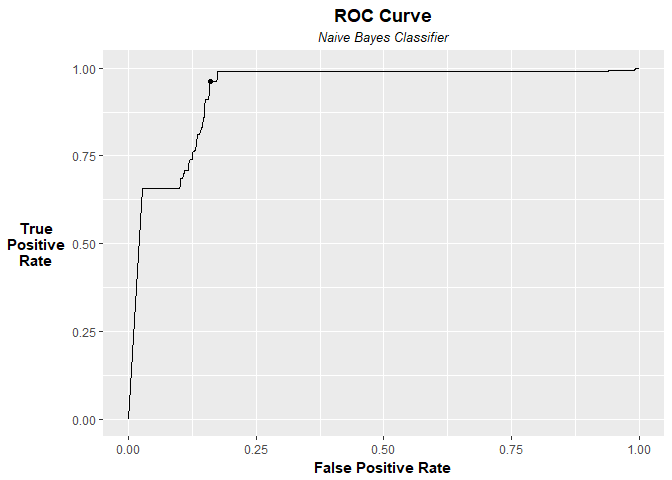 ROC Curve
Naive Bayes Classifier
1.00
0.75
0.50
0.25
0.00
True
Positive
Rate
0.00 0.25 0.50 0.75 1.00
False Positive Rate